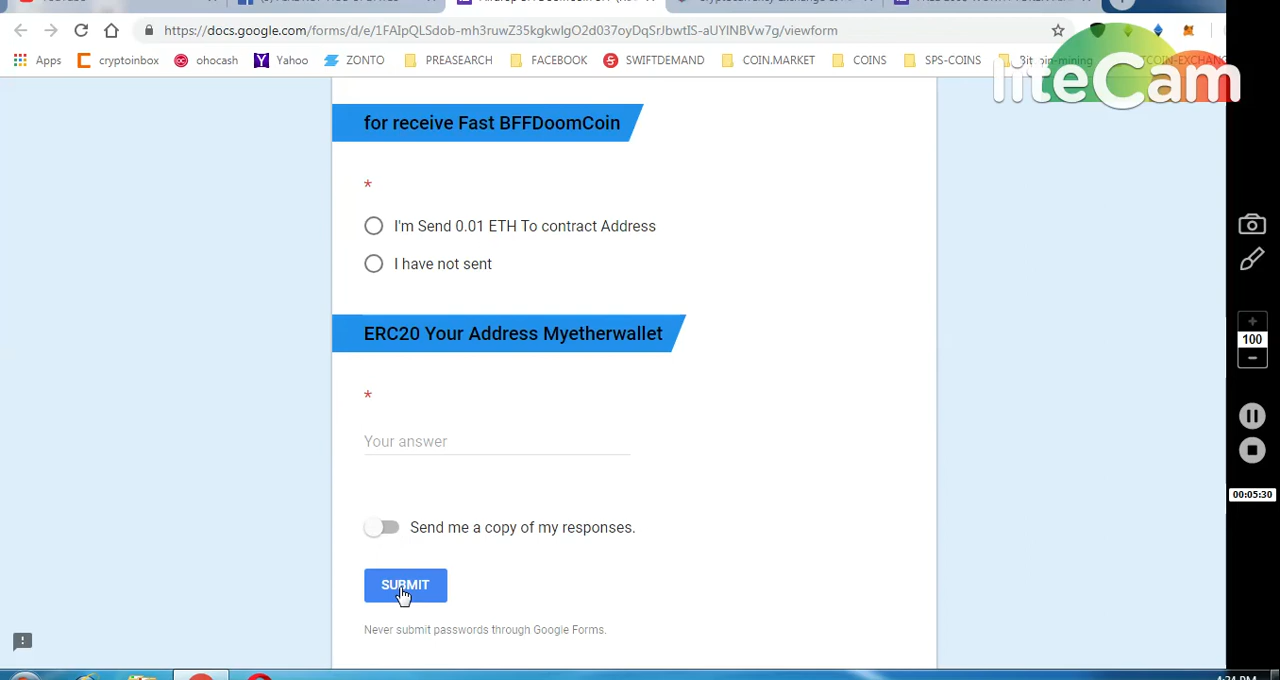 https://docs.google.com/forms/d/e/1FAIpQLSdob-mh3ruwZ35kgkwIgO2d037oyDqSrJbwtIS-aUYINBVw7g/viewform
Apps cryptoinbox ohocash Yahoo ZONTO PREASEARCH FACEBOOK SWIFTDEMAND COIN.MARKET COINS SPS-COINS
liteCam
for receive Fast BFFDoomCoin
*
I'm Send 0.01 ETH To contract Address
I have not sent
100
ERC20 Your Address Myetherwallet
*
Your answer
00:05:30
Send me a copy of my responses.
SUBMIT
Never submit passwords through Google Forms.